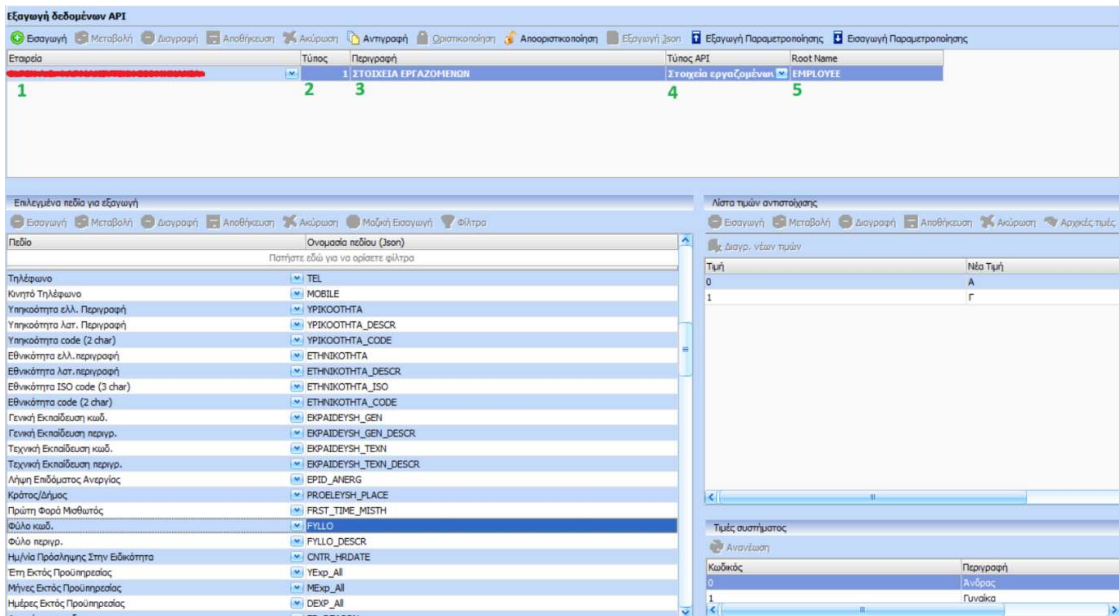 Εξαγωγή δεδομένων API
Εισαγωγή Μεταβολή Διαγραφή Αποθήκευση Ακύρωση Αντιγραφή Οριστικοποίηση Αποοριστικοποίηση Εξαγωγή Json Εξαγωγή Παραμετροποίησης Εισαγωγή Παραμετροποίησης
Εταιρεία Τύπος Περιγραφή Τύπος API Root Name
1 ΣΤΟΙΧΕΙΑ ΕΡΓΑΖΟΜΕΝΩΝ Στοιχεία εργαζομένων EMPLOYEE
1 2 3 4 5
Επιλεγμένα πεδία για εξαγωγή
Εισαγωγή Μεταβολή Διαγραφή Αποθήκευση Ακύρωση Μαζική Εισαγωγή Φίλτρα
Πεδίο Ονομασία πεδίου (Json)
Πατήστε εδώ για να ορίσετε φίλτρα
Τηλέφωνο TEL
Κινητό Τηλέφωνο MOBILE
Υπηκοότητα ελλ. Περιγραφή YPIKOOTHTA
Υπηκοότητα λατ. Περιγραφή YPIKOOTHTA_DESCR
Υπηκοότητα code (2 char) YPIKOOTHTA_CODE
Εθνικότητα ελλ.περιγραφή ETHNIKOTHTA
Εθνικότητα λατ.περιγραφή ETHNIKOTHTA_DESCR
Εθνικότητα ISO code (3 char) ETHNIKOTHTA_ISO
Εθνικότητα code (2 char) ETHNIKOTHTA_CODE
Γενική Εκπαίδευση κωδ. EKPAIDEYSH_GEN
Γενική Εκπαίδευση περιγρ. EKPAIDEYSH_GEN_DESCR
Τεχνική Εκπαίδευση κωδ. EKPAIDEYSH_TEXN
Τεχνική Εκπαίδευση περιγρ. EKPAIDEYSH_TEXN_DESCR
Λήψη Επιδόματος Ανεργίας EPID_ANERG
Κράτος/Δήμος PROELEYSH_PLACE
Πρώτη Φορά Μισθωτός FRST_TIME_MISTH
Φύλο κωδ. FYLLO
Φύλο περιγρ. FYLLO_DESCR
Ημ/νία Πρόσληψης Στην Ειδικότητα CNTR_HRDATE
Έτη Εκτός Προϋπηρεσίας YExp_All
Μήνες Εκτός Προϋπηρεσίας MExp_All
Ημέρες Εκτός Προϋπηρεσίας DEXP_All
Λίστα τιμών αντιστοίχισης
Εισαγωγή Μεταβολή Διαγραφή Αποθήκευση Ακύρωση Αρχικές τιμές
Διαγρ. νέων τιμών
Τιμή Νέα Τιμή
0 Α
1 Γ
Τιμές συστήματος
Ανανέωση
Κωδικός Περιγραφή
0 Άνδρας
1 Γυναίκα